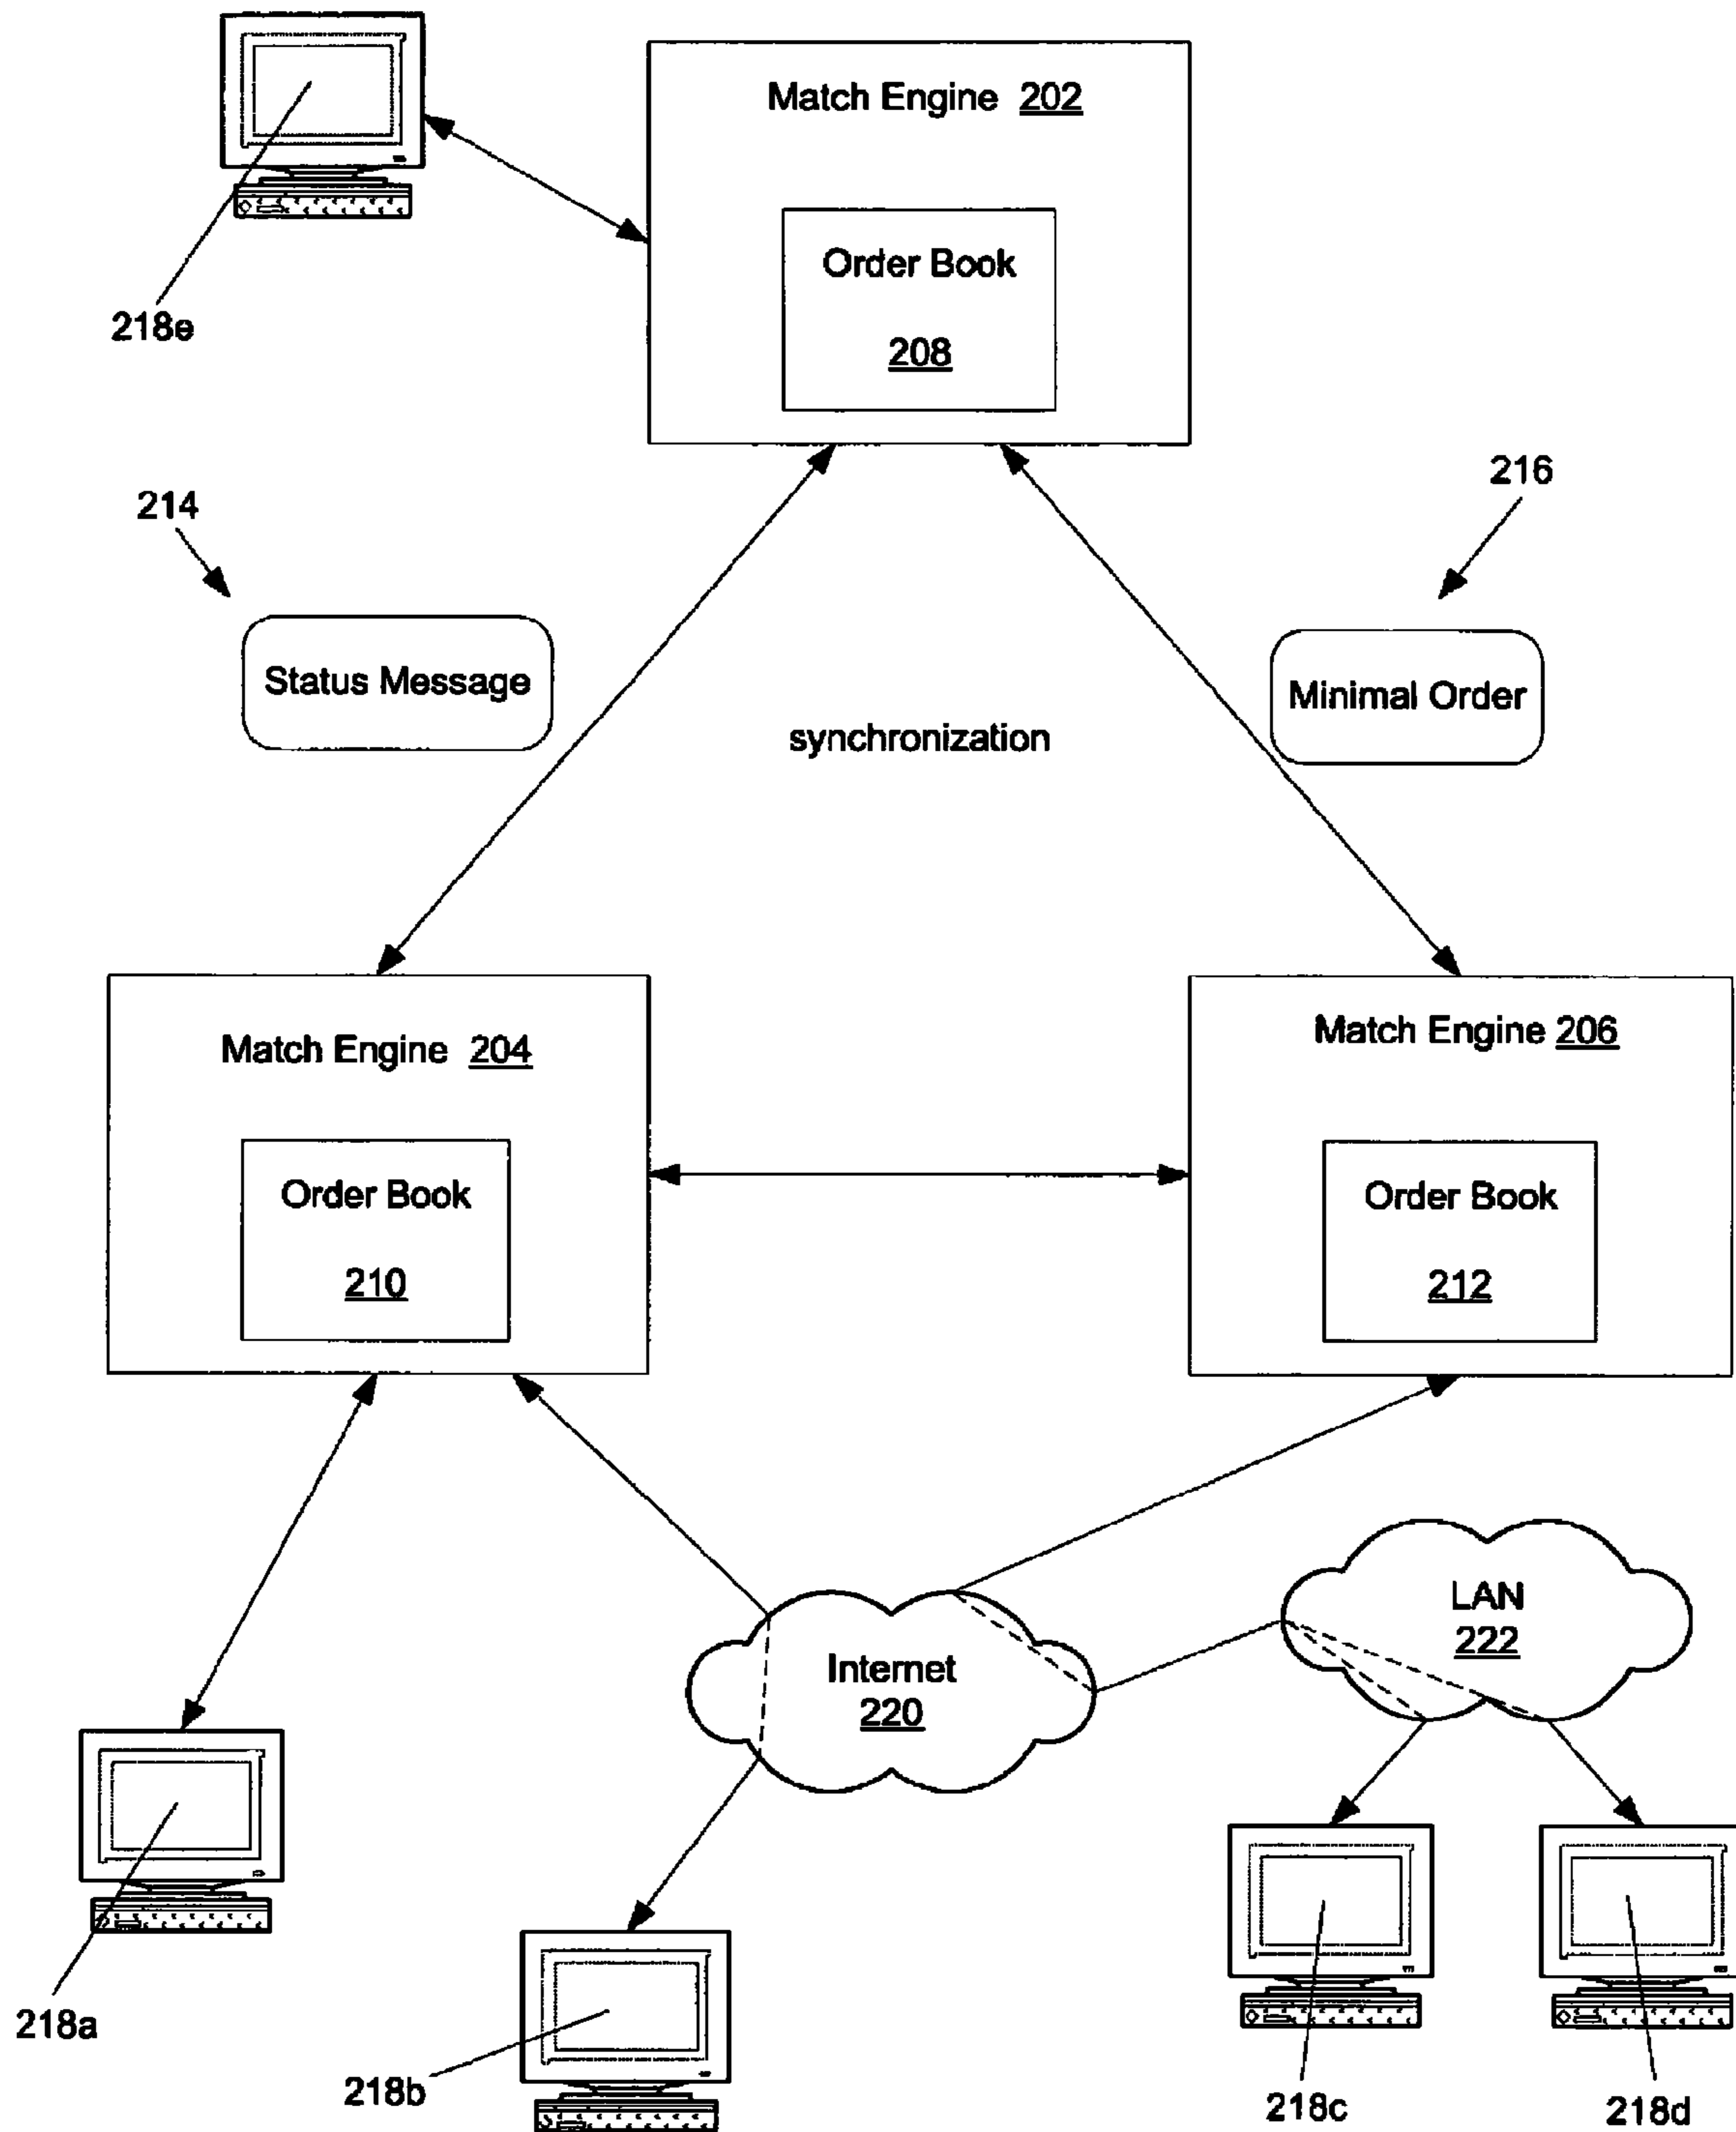 Match Engine 202
Order Book
208
218e
214
216
Status Message
Minimal Order
synchronization
Match Engine 204
Match Engine 206
Order Book
210
Order Book
212
LAN
222
Internet
220
218a
218b
218c
218d